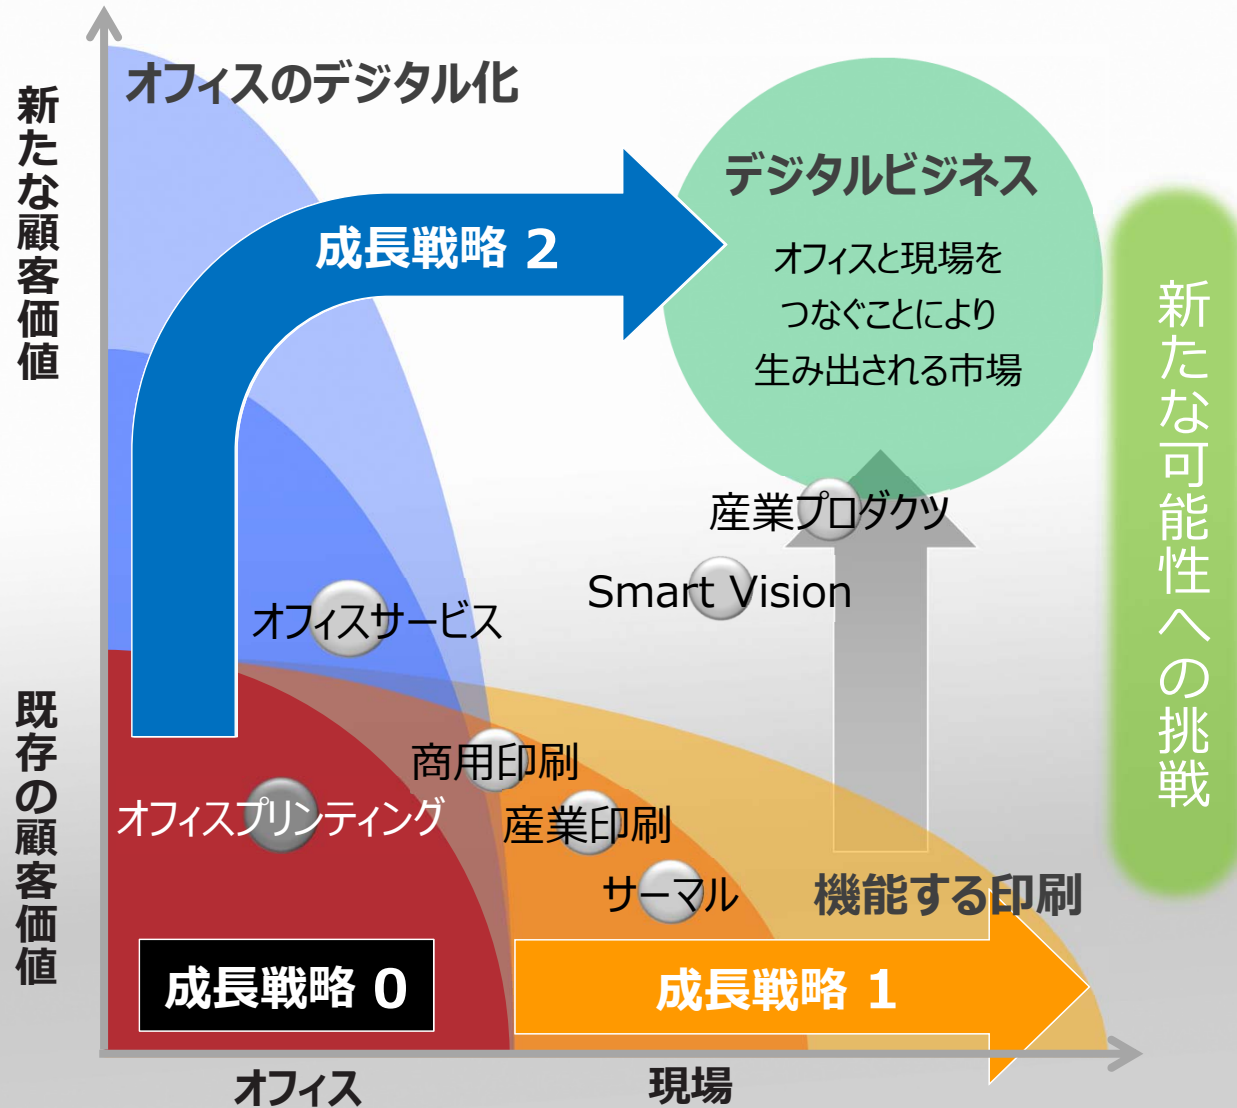 オフィスのデジタル化
新たな顧客価値
成長戦略 2
デジタルビジネス
オフィスと現場を
つなぐことにより
生み出される市場
新たな可能性への挑戦
産業プロダクツ
Smart Vision
オフィスサービス
既存の顧客価値
商用印刷
オフィスプリンティング
産業印刷
サーマル
機能する印刷
成長戦略 0
成長戦略 1
オフィス
現場